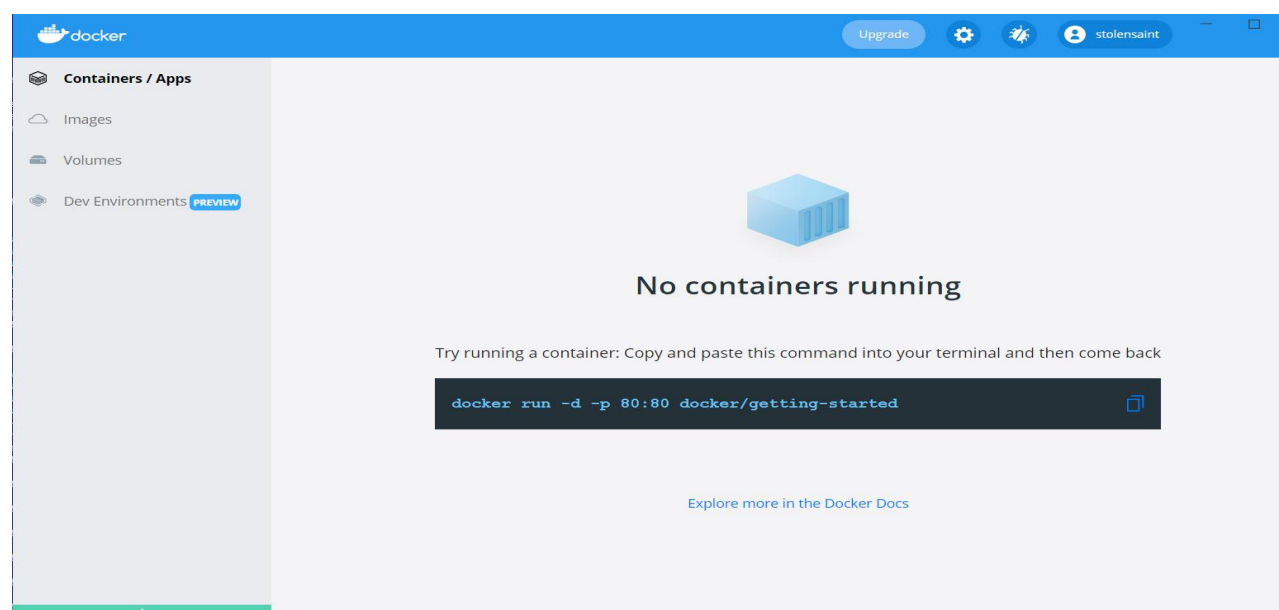 docker
Upgrade
stolensaint
Containers / Apps
Images
Volumes
Dev Environments PREVIEW
No containers running
Try running a container: Copy and paste this command into your terminal and then come back
docker run -d -p 80:80 docker/getting-started
Explore more in the Docker Docs